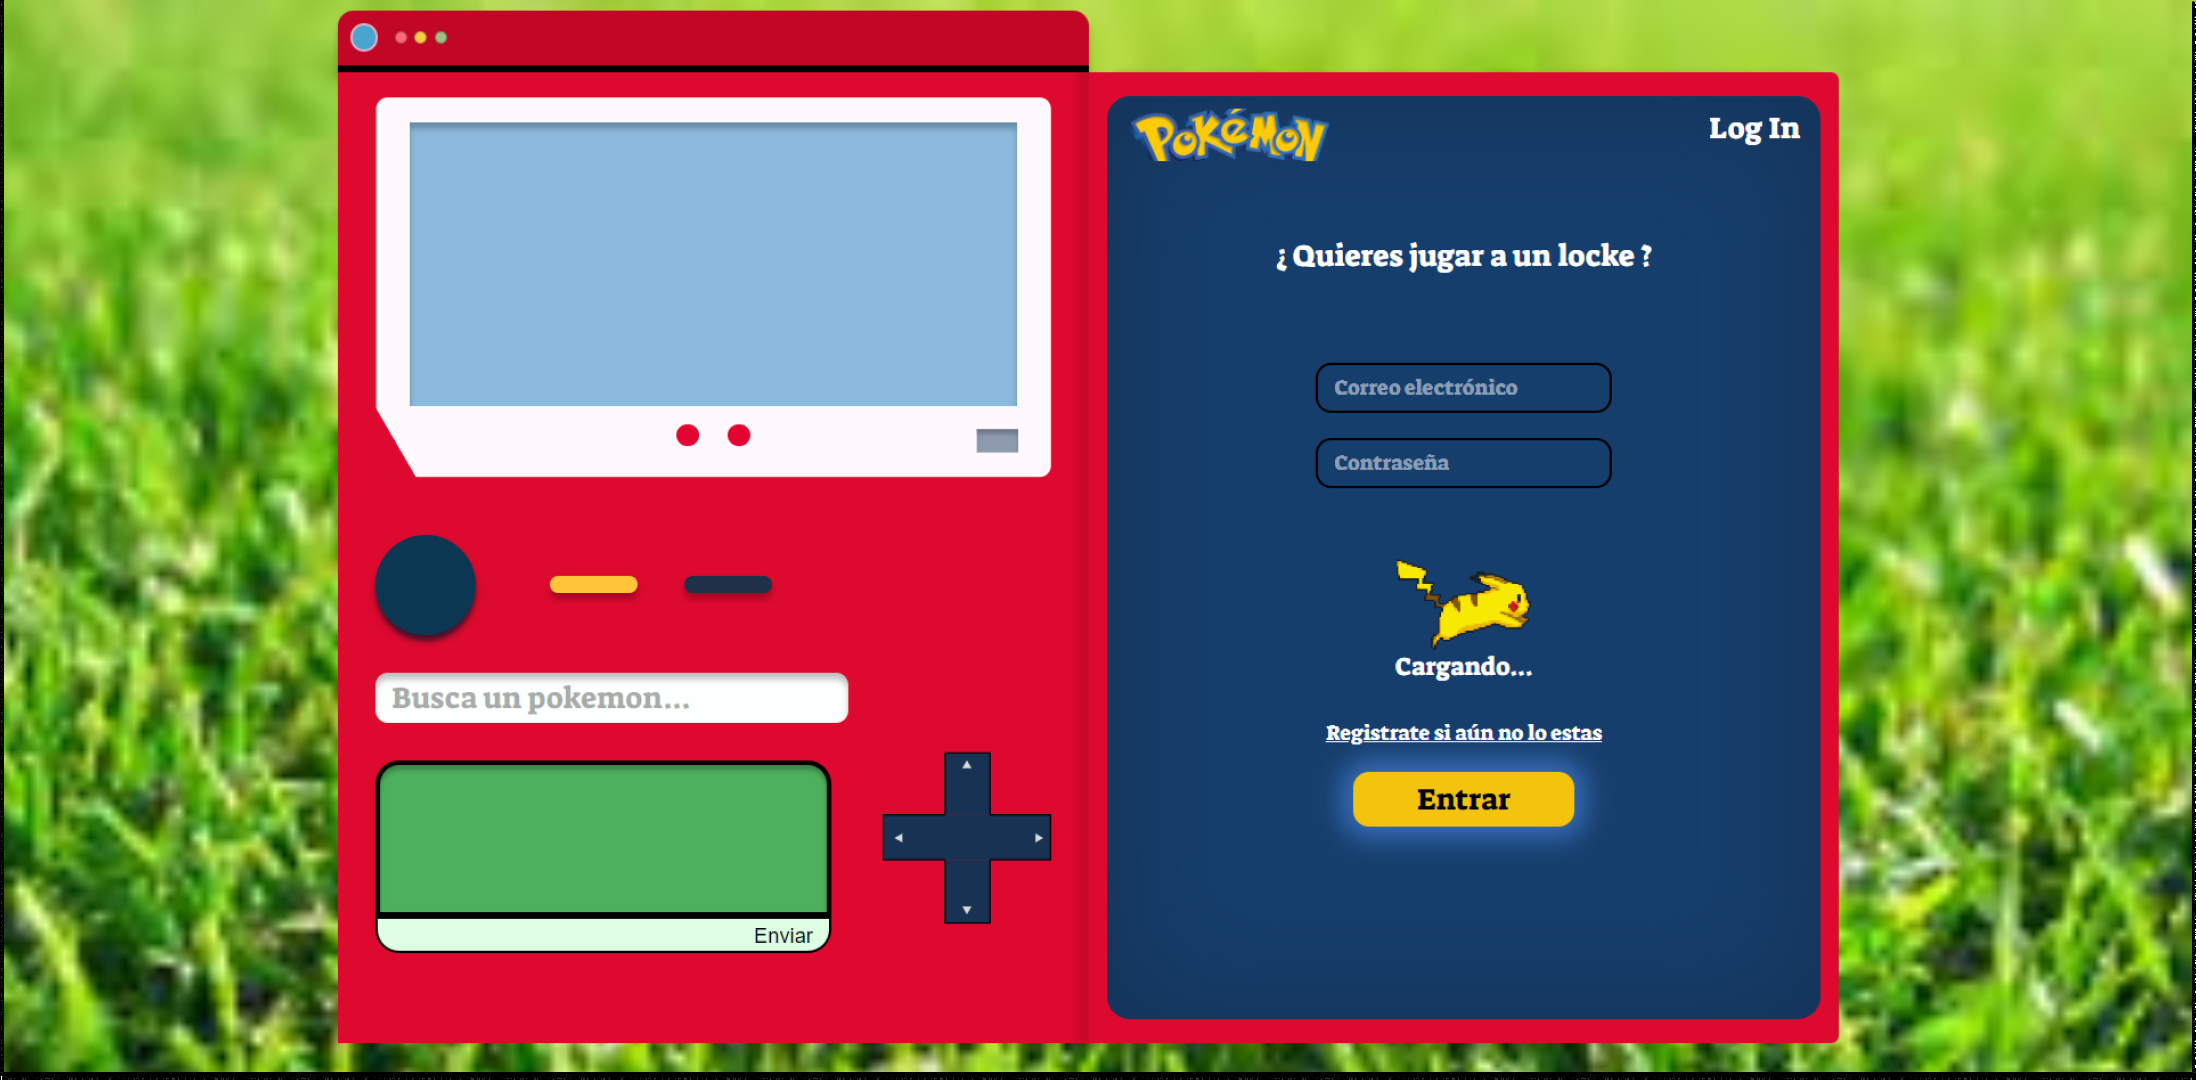 Pokémon
Log In
¿ Quieres jugar a un locke ?
Correo electrónico
Contraseña
Cargando...
Registrate si aún no lo estas
Entrar
Busca un pokemon...
Enviar